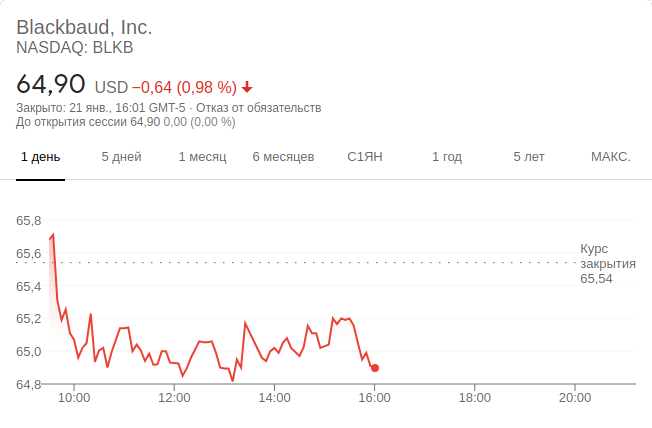 Blackbaud, Inc.
NASDAQ: BLKB
64,90 USD −0,64 (0,98 %)
Закрыто: 21 янв., 16:01 GMT-5 · Отказ от обязательств
До открытия сессии 64,90 0,00 (0,00 %)
1 день 5 дней 1 месяц 6 месяцев С1ЯН 1 год 5 лет МАКС.
65,8
65,6
65,4
65,2
65,0
64,8
Курс
закрытия
65,54
10:00 12:00 14:00 16:00 18:00 20:00